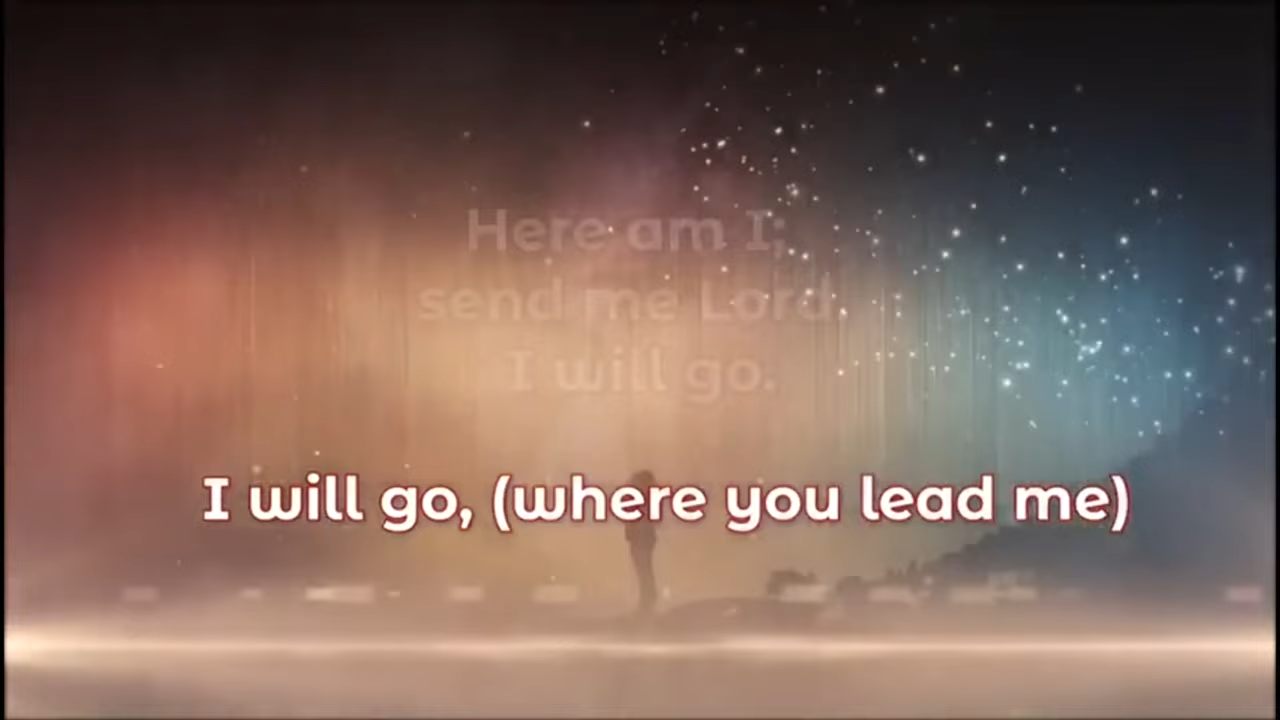 Here am I;
send me Lord.
I will go.
I will go, (where you lead me)